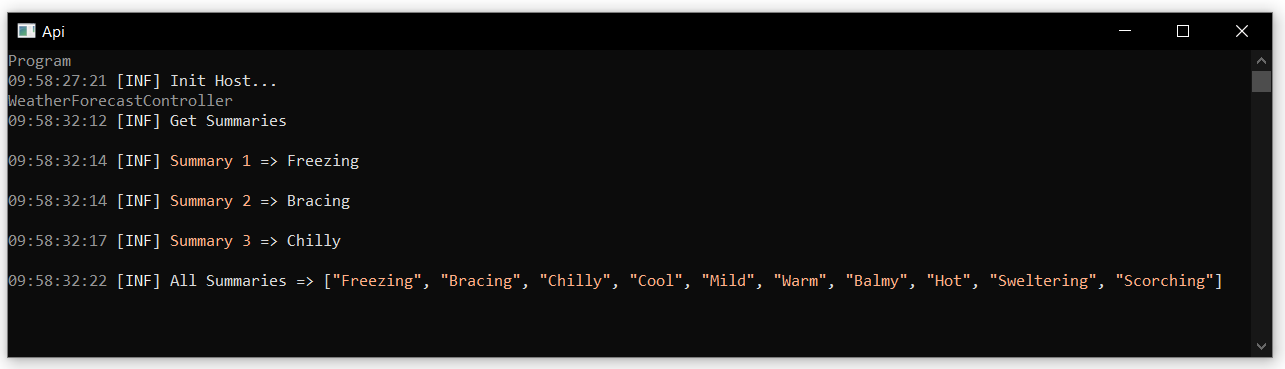 Api
Program
09:58:27:21 [INF] Init Host...
WeatherForecastController
09:58:32:12 [INF] Get Summaries
09:58:32:14 [INF] Summary 1 => Freezing
09:58:32:14 [INF] Summary 2 => Bracing
09:58:32:17 [INF] Summary 3 => Chilly
09:58:32:22 [INF] All Summaries => ["Freezing", "Bracing", "Chilly", "Cool", "Mild", "Warm", "Balmy", "Hot", "Sweltering", "Scorching"]